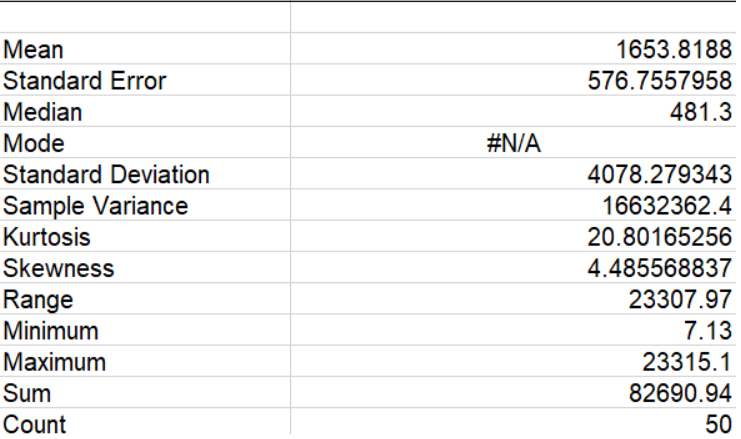 Mean 1653.8188
Standard Error 576.7557958
Median 481.3
Mode #N/A
Standard Deviation 4078.279343
Sample Variance 16632362.4
Kurtosis 20.80165256
Skewness 4.485568837
Range 23307.97
Minimum 7.13
Maximum 23315.1
Sum 82690.94
Count 50